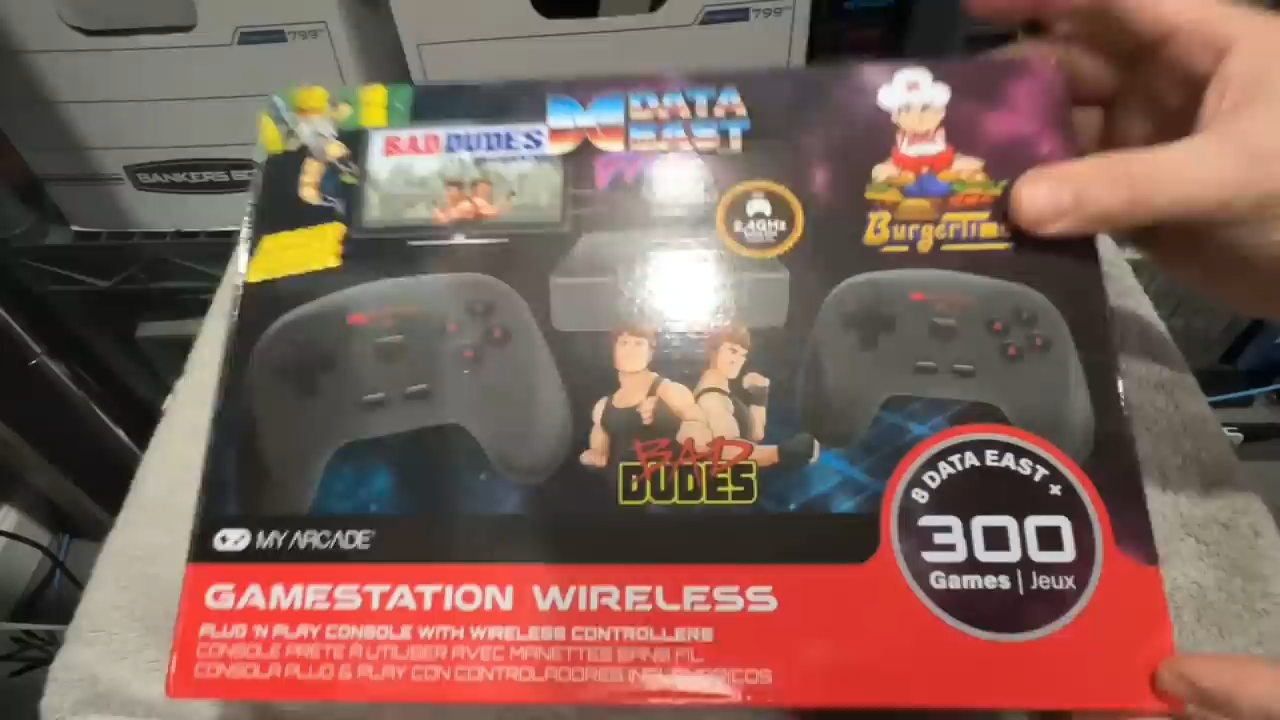 799
799
BANKERS BO
DATA
EAST
BAD DUDES
2.4GHz
BurgerTime
BAD
DUDES
8 DATA EAST +
300
Games | Jeux
MY ARCADE
GAMESTATION WIRELESS
PLUG 'N PLAY CONSOLE WITH WIRELESS CONTROLLERS
CONSOLE PRÊTE À UTILISER AVEC MANETTES SANS FIL
CONSOLA PLUG & PLAY CON CONTROLADORES INALÁMBRICOS